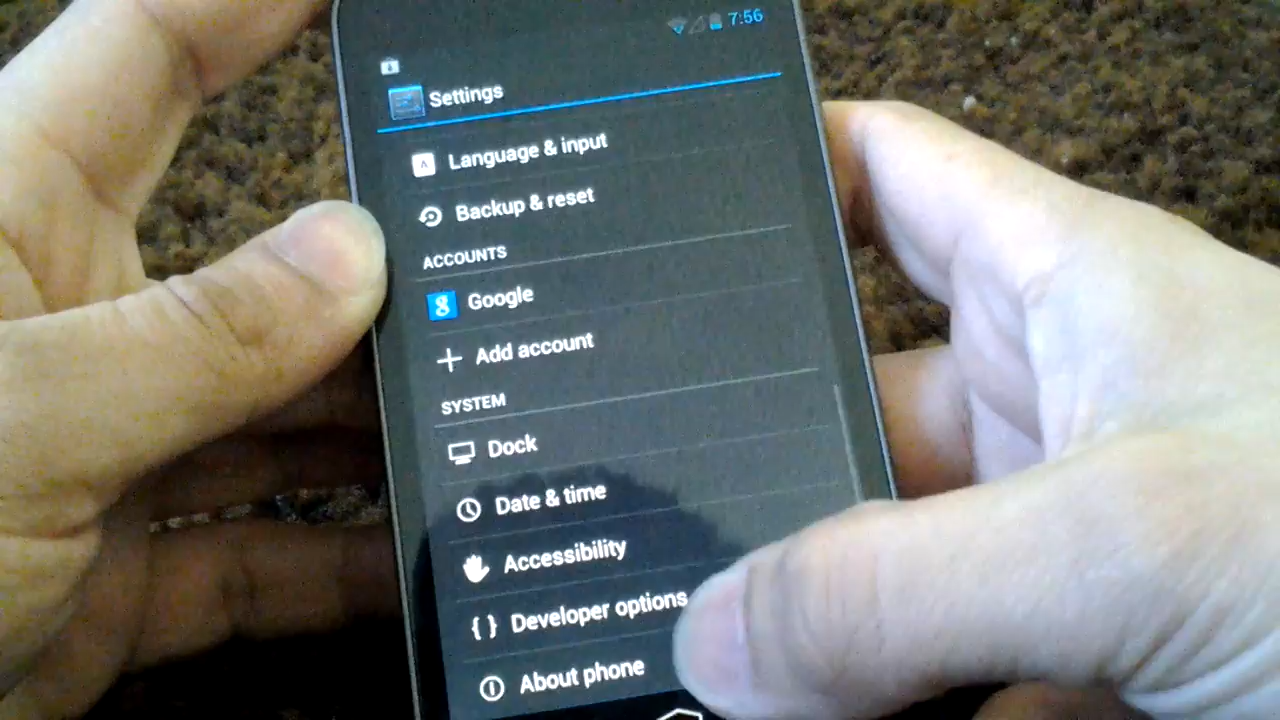 7:56
Settings
A
Language & input
Backup & reset
ACCOUNTS
g
Google
Add account
SYSTEM
Dock
Date & time
Accessibility
{ } Developer options
About phone